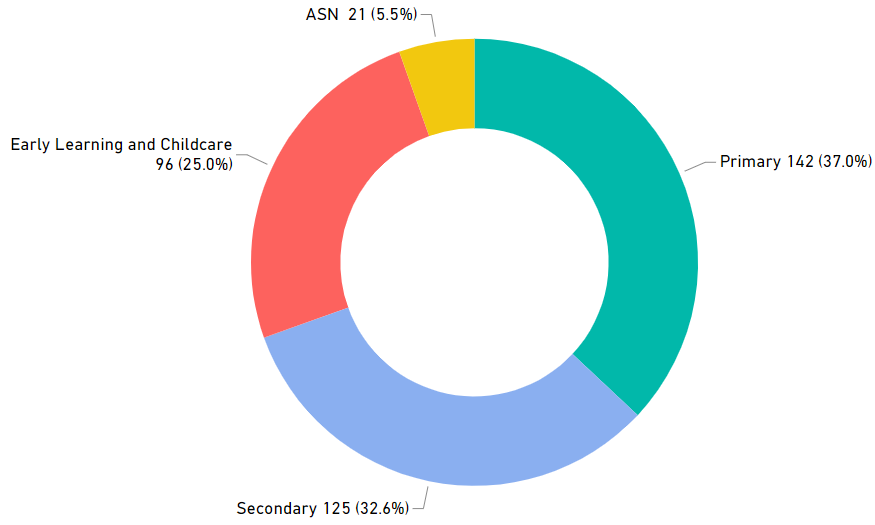 ASN 21 (5.5%)
Early Learning and Childcare
96 (25.0%)
Primary 142 (37.0%)
Secondary 125 (32.6%)